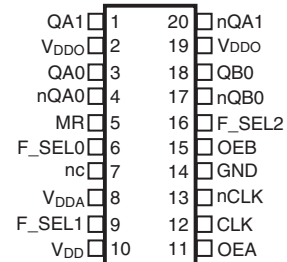 QA1 1 20 nQA1
VDDO 2 19 VDDO
QA0 3 18 QB0
nQA0 4 17 nQB0
MR 5 16 F_SEL2
F_SEL0 6 15 OEB
nc 7 14 GND
VDDA 8 13 nCLK
F_SEL1 9 12 CLK
VDD 10 11 OEA